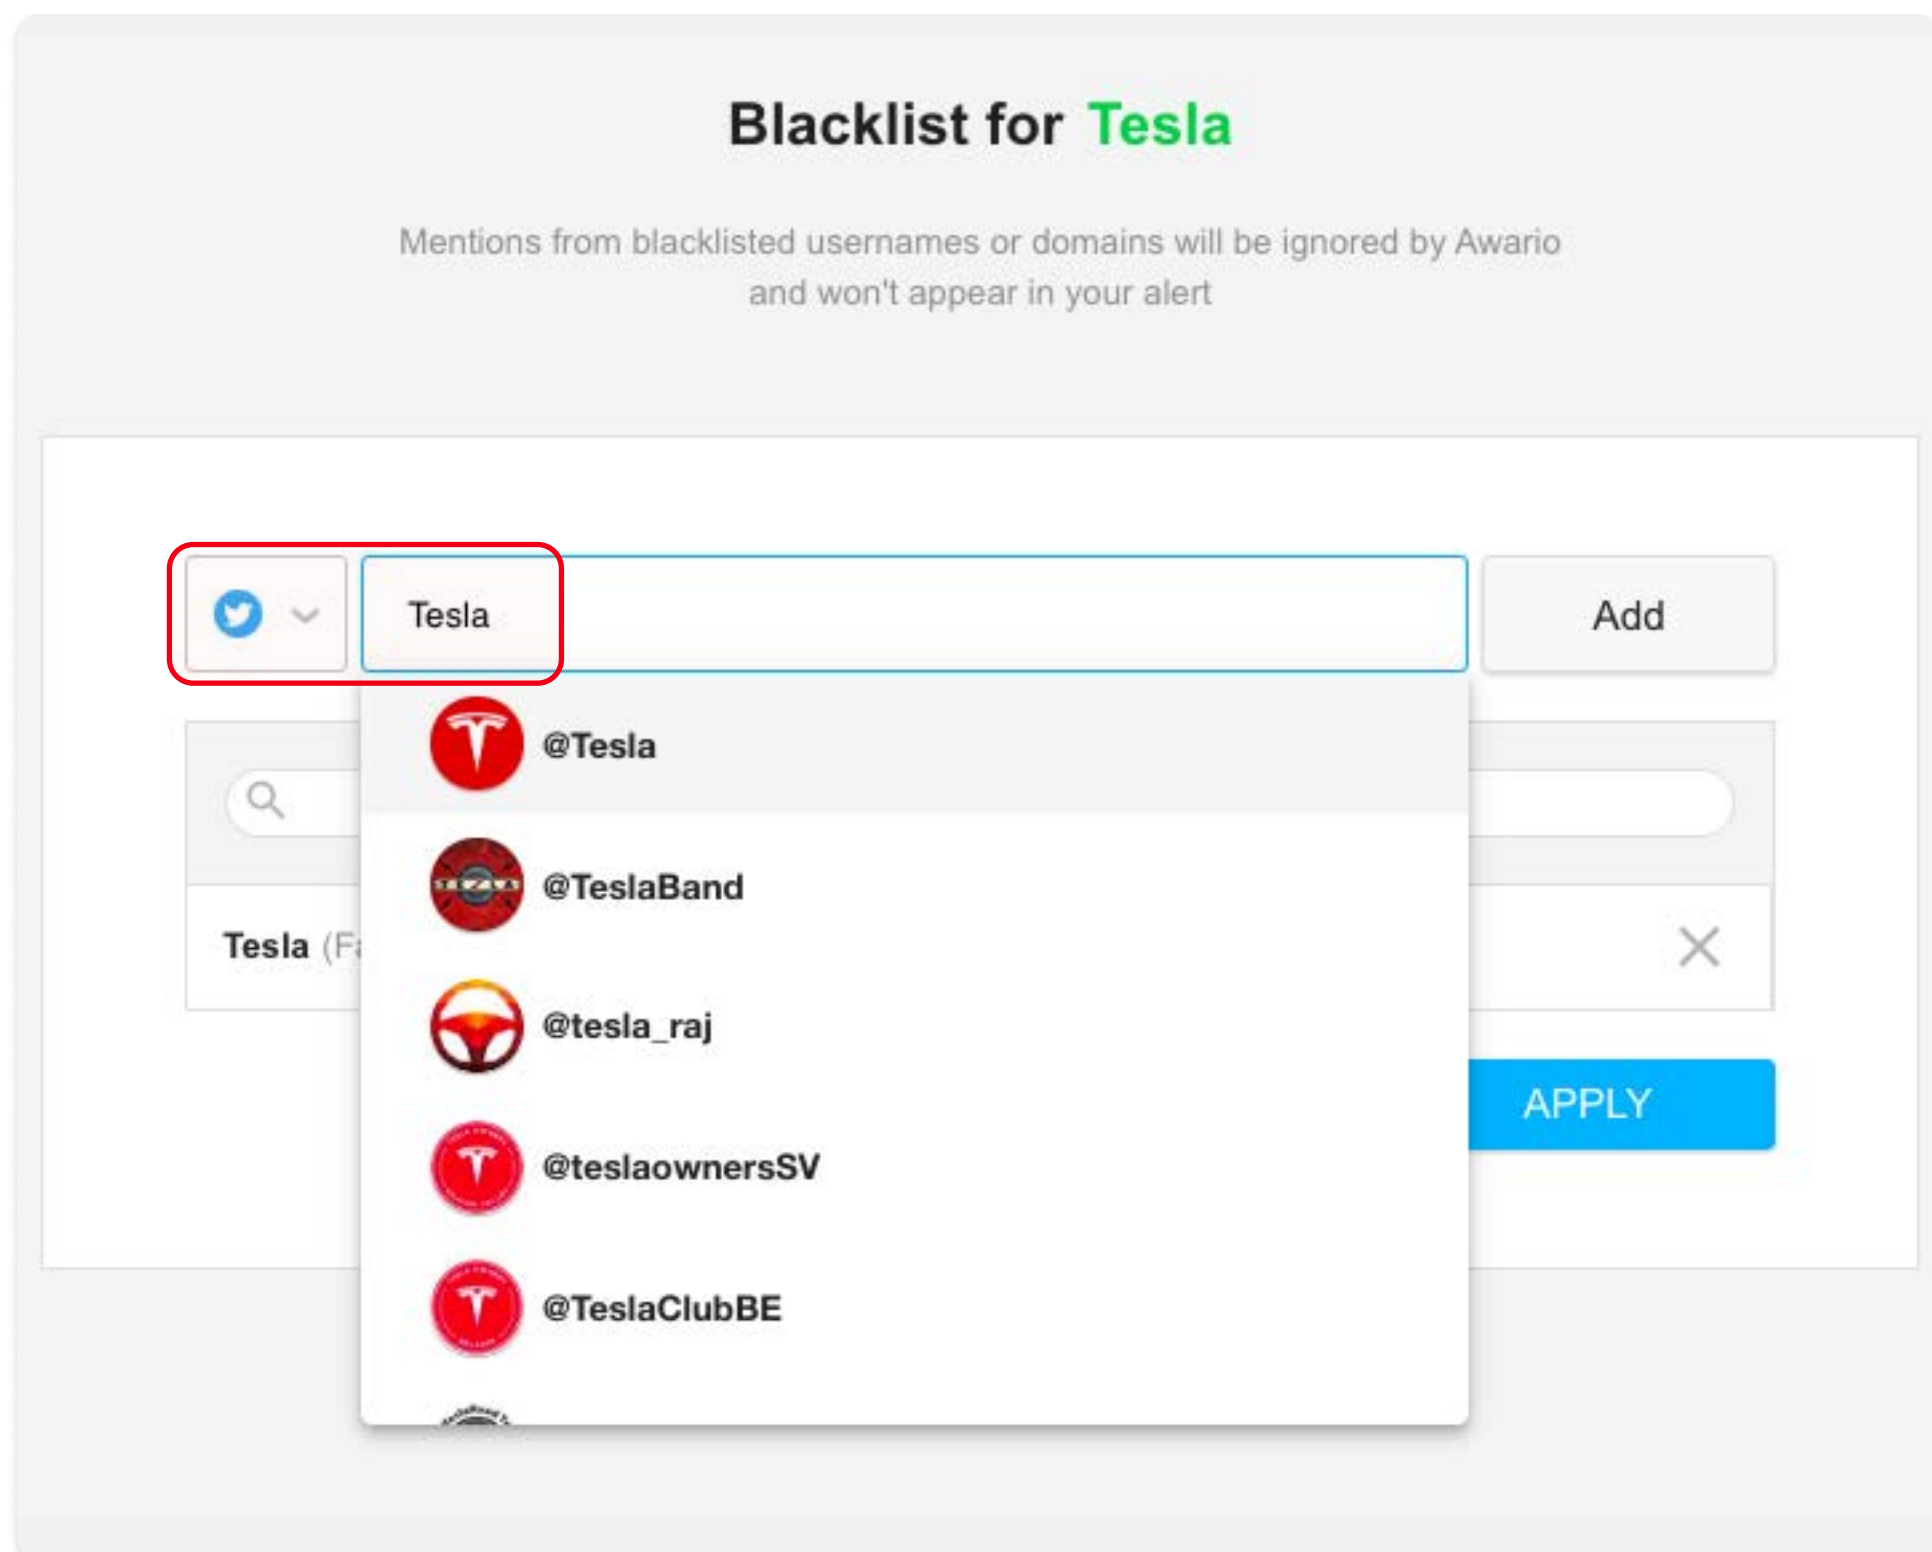 Blacklist for Tesla
Mentions from blacklisted usernames or domains will be ignored by Awario
and won't appear in your alert
Tesla
Add
@Tesla
@TeslaBand
Tesla
@tesla_raj
APPLY
@teslaownersSV
@TeslaClubBE